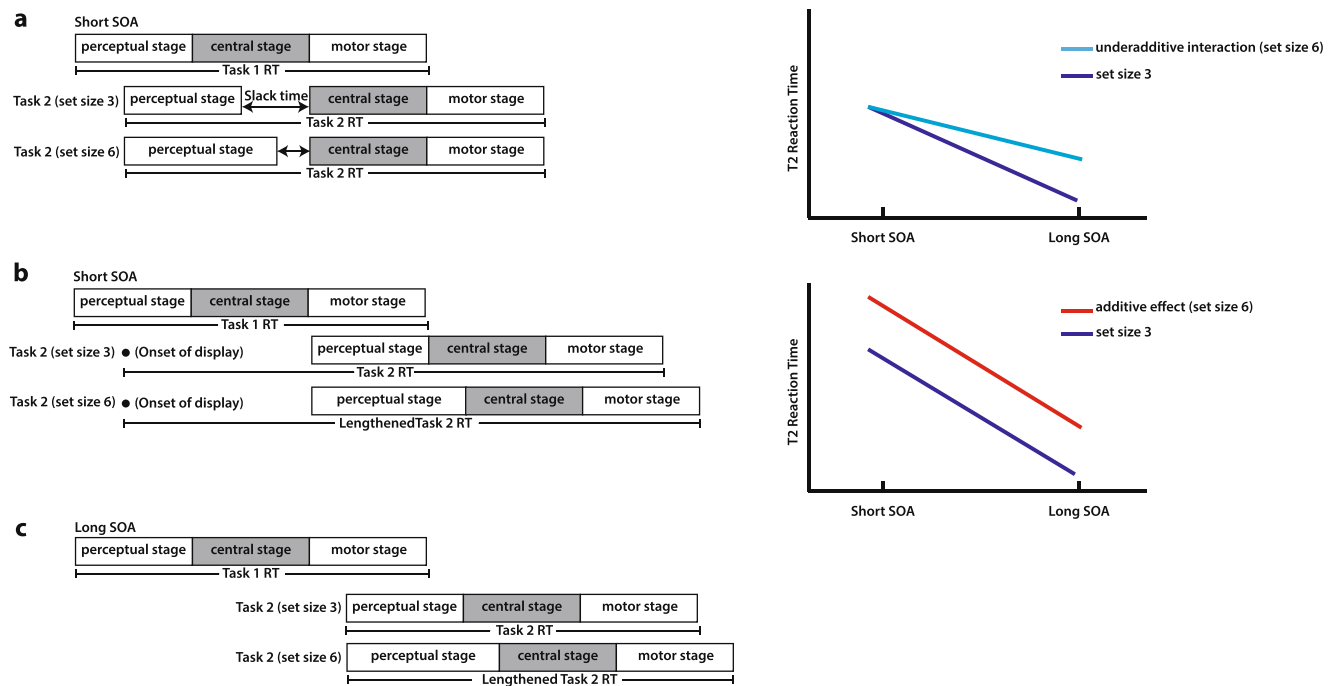 a
Short SOA
perceptual stage central stage motor stage
Task 1 RT
Task 2 (set size 3) perceptual stage Slack time central stage motor stage
Task 2 RT
Task 2 (set size 6) perceptual stage central stage motor stage
Task 2 RT
T2 Reaction Time
underadditive interaction (set size 6)
set size 3
Short SOA Long SOA
b
Short SOA
perceptual stage central stage motor stage
Task 1 RT
Task 2 (set size 3) (Onset of display) perceptual stage central stage motor stage
Task 2 RT
Task 2 (set size 6) (Onset of display) perceptual stage central stage motor stage
LengthenedTask 2 RT
T2 Reaction Time
additive effect (set size 6)
set size 3
Short SOA Long SOA
c
Long SOA
perceptual stage central stage motor stage
Task 1 RT
Task 2 (set size 3) perceptual stage central stage motor stage
Task 2 RT
Task 2 (set size 6) perceptual stage central stage motor stage
Lengthened Task 2 RT